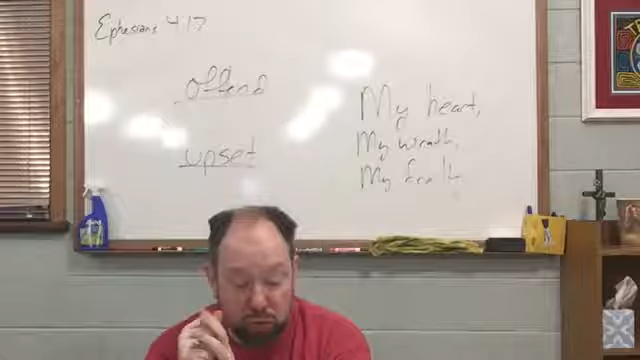 Ephesians 4:17
offend
upset
My heart,
My wrath,
My fault